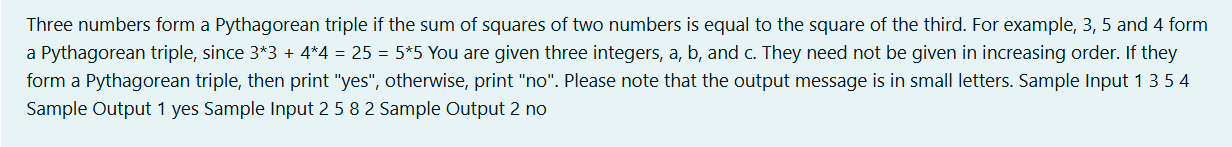 Three numbers form a Pythagorean triple if the sum of squares of two numbers is equal to the square of the third. For example, 3, 5 and 4 form
a Pythagorean triple, since 3*3 + 4*4 = 25 = 5*5 You are given three integers, a, b, and c. They need not be given in increasing order. If they
form a Pythagorean triple, then print "yes", otherwise, print "no". Please note that the output message is in small letters. Sample Input 1 3 5 4
Sample Output 1 yes Sample Input 2 5 8 2 Sample Output 2 no